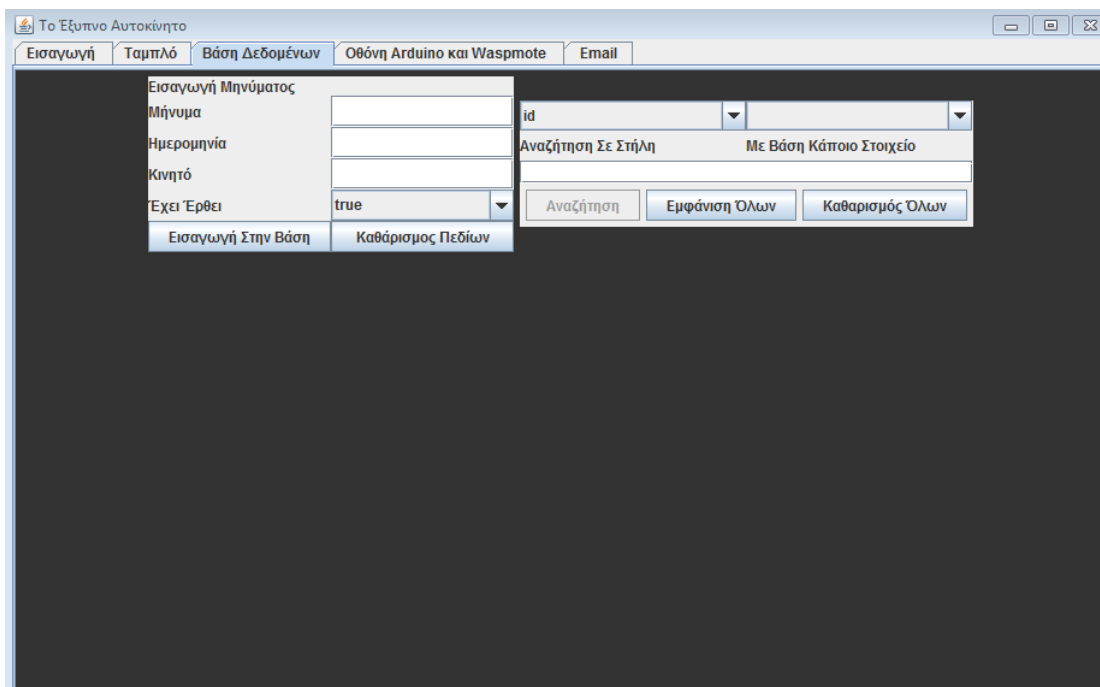 Το Έξυπνο Αυτοκίνητο
Εισαγωγή Ταμπλό Βάση Δεδομένων Οθόνη Arduino και Waspmote Email
Εισαγωγή Μηνύματος
Μήνυμα
Ημερομηνία
Κινητό
Έχει Έρθει true
Εισαγωγή Στην Βάση Καθάρισμος Πεδίων
id
Αναζήτηση Σε Στήλη Με Βάση Κάποιο Στοιχείο
Αναζήτηση Εμφάνιση Όλων Καθαρισμός Όλων